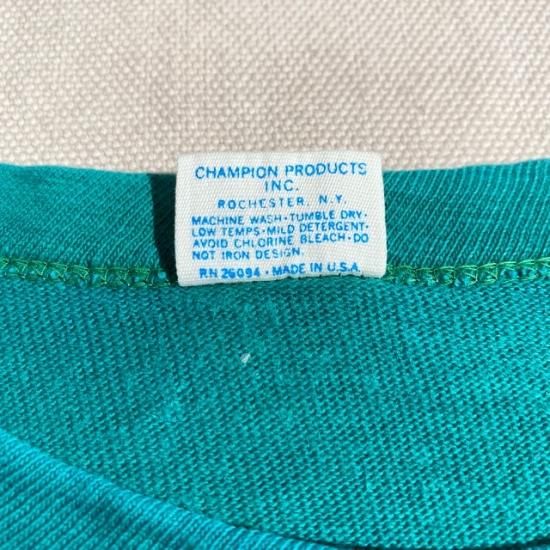 CHAMPION PRODUCTS
INC.
ROCHESTER, N.Y.
MACHINE WASH·TUMBLE DRY·
LOW TEMPS·MILD DETERGENT·
AVOID CHLORINE BLEACH·DO
NOT IRON DESIGN.
RN 26094·MADE IN U.S.A.